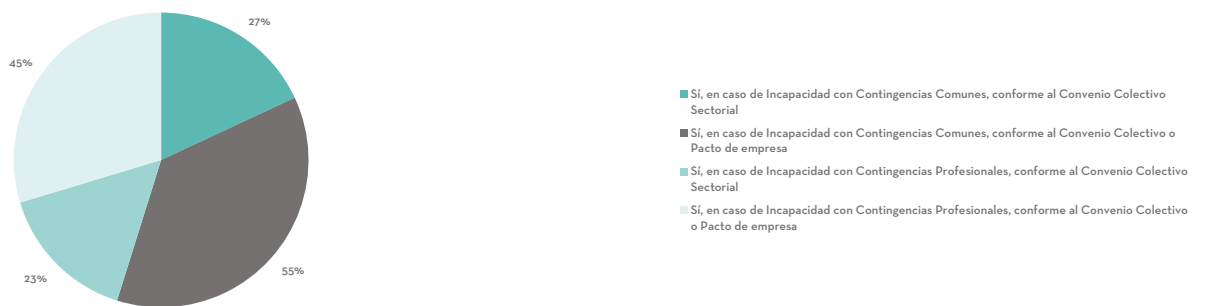 27%
45%
23%
55%
Sí, en caso de Incapacidad con Contingencias Comunes, conforme al Convenio Colectivo
Sectorial
Sí, en caso de Incapacidad con Contingencias Comunes, conforme al Convenio Colectivo o
Pacto de empresa
Sí, en caso de Incapacidad con Contingencias Profesionales, conforme al Convenio Colectivo
Sectorial
Sí, en caso de Incapacidad con Contingencias Profesionales, conforme al Convenio Colectivo
o Pacto de empresa